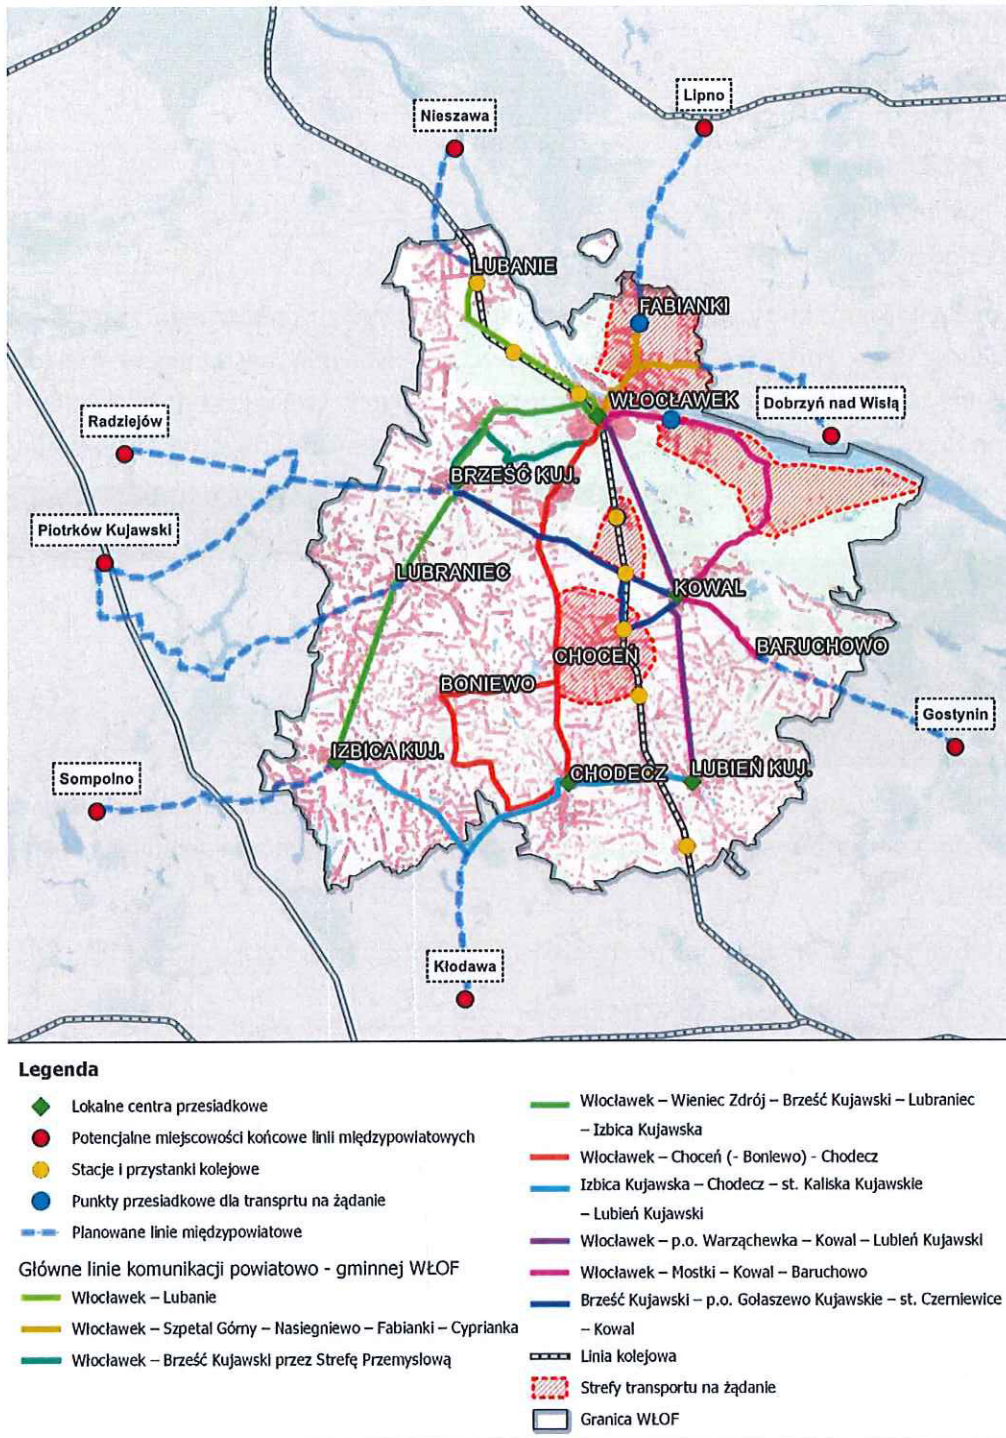 Lipno
Nieszawa
LUBANIE
FABIANKI
WŁOCŁAWEK
Dobrzyń nad Wisłą
Radziejów
BRZEŚĆ KUJ.
Piotrków Kujawski
LUBRANIEC
KOWAL
CHOCEŃ
BARUCHOWO
BONIEWO
Gostynin
IZBICA KUJ.
Sompolno
CHODECZ
LUBIEŃ KUJ.
Kłodawa
Legenda
Lokalne centra przesiadkowe
Potencjalne miejscowości końcowe linii międzypowiatowych
Stacje i przystanki kolejowe
Punkty przesiadkowe dla transprtu na żądanie
Planowane linie międzypowiatowe
Główne linie komunikacji powiatowo - gminnej WŁOF
Włocławek – Lubanie
Włocławek – Szpetal Górny – Nasiegniewo – Fabianki – Cyprianka
Włocławek – Brześć Kujawski przez Strefę Przemysłową
Włocławek – Wieniec Zdrój – Brześć Kujawski – Lubraniec
– Izbica Kujawska
Włocławek – Choceń (- Boniewo) - Chodecz
Izbica Kujawska – Chodecz – st. Kaliska Kujawskie
– Lubień Kujawski
Włocławek – p.o. Warząchewka – Kowal – Lubień Kujawski
Włocławek – Mostki – Kowal – Baruchowo
Brześć Kujawski – p.o. Gołaszewo Kujawskie – st. Czerniewice
– Kowal
Linia kolejowa
Strefy transportu na żądanie
Granica WŁOF